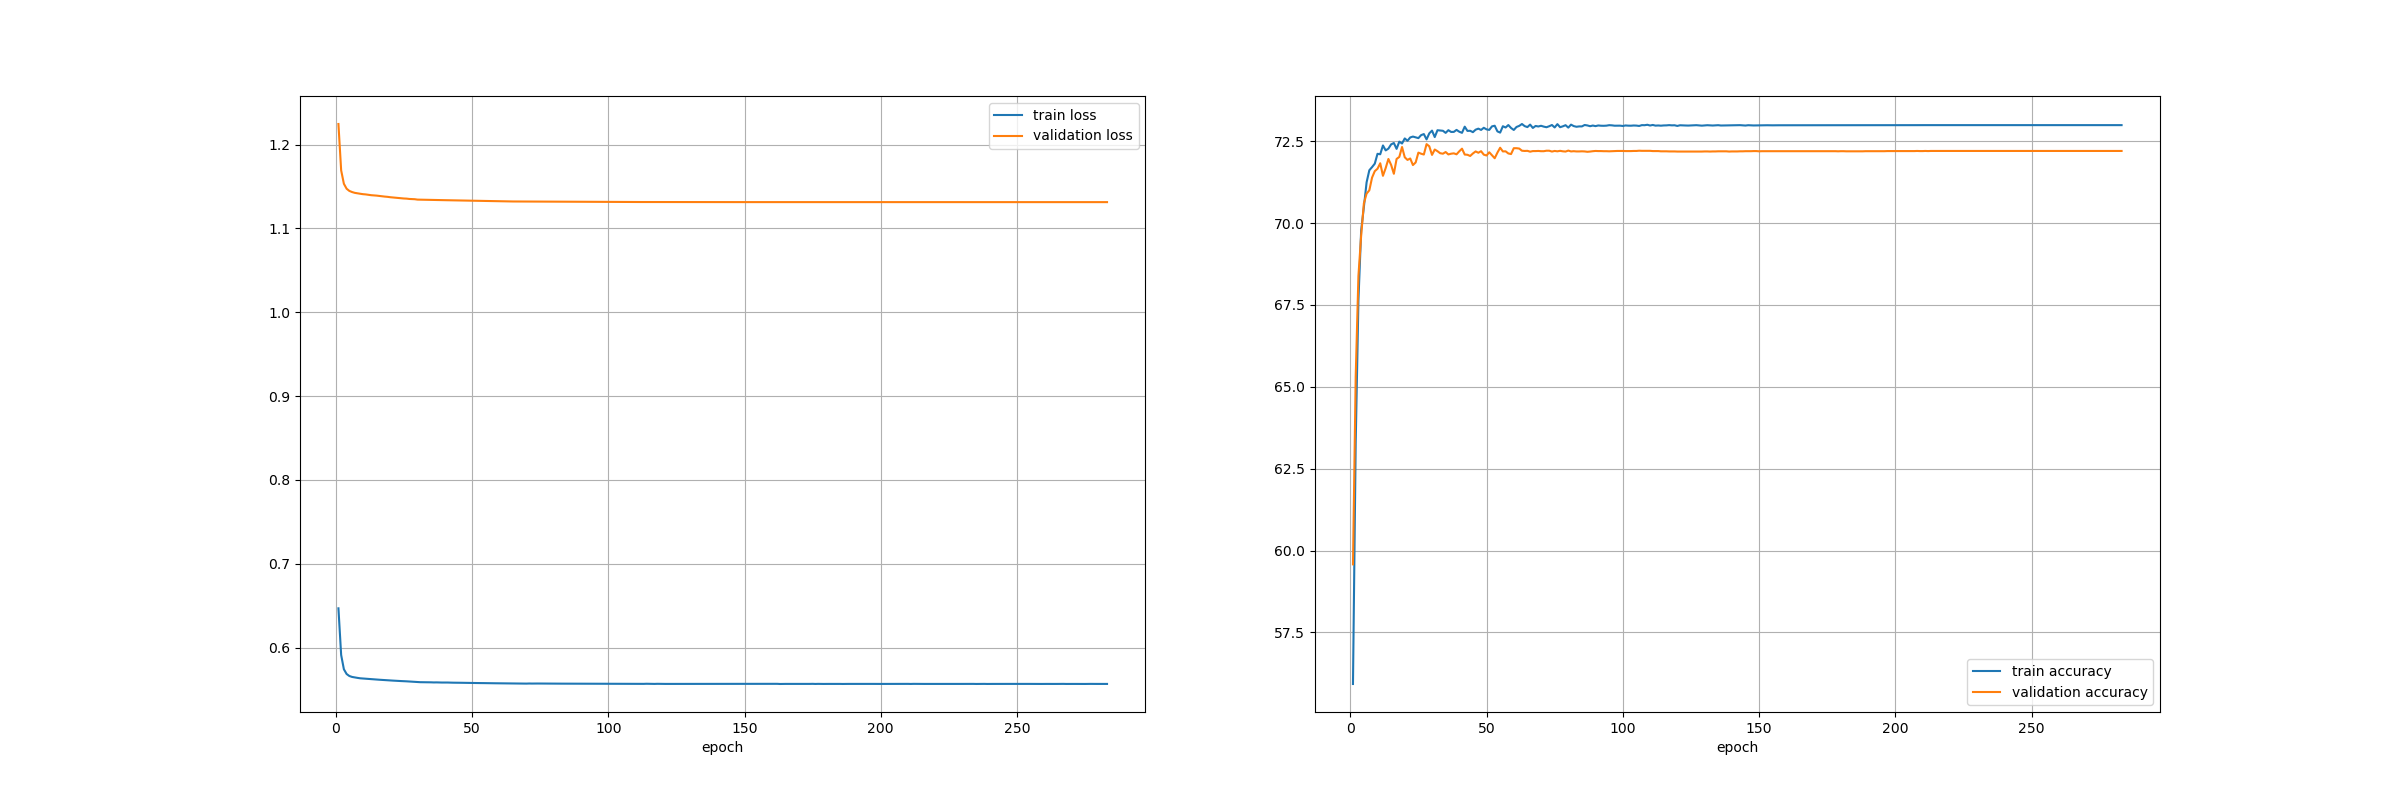 train loss
validation loss
1.2
1.1
1.0
0.9
0.8
0.7
0.6
0 50 100 150 200 250
epoch
72.5
70.0
67.5
65.0
62.5
60.0
57.5
train accuracy
validation accuracy
0 50 100 150 200 250
epoch